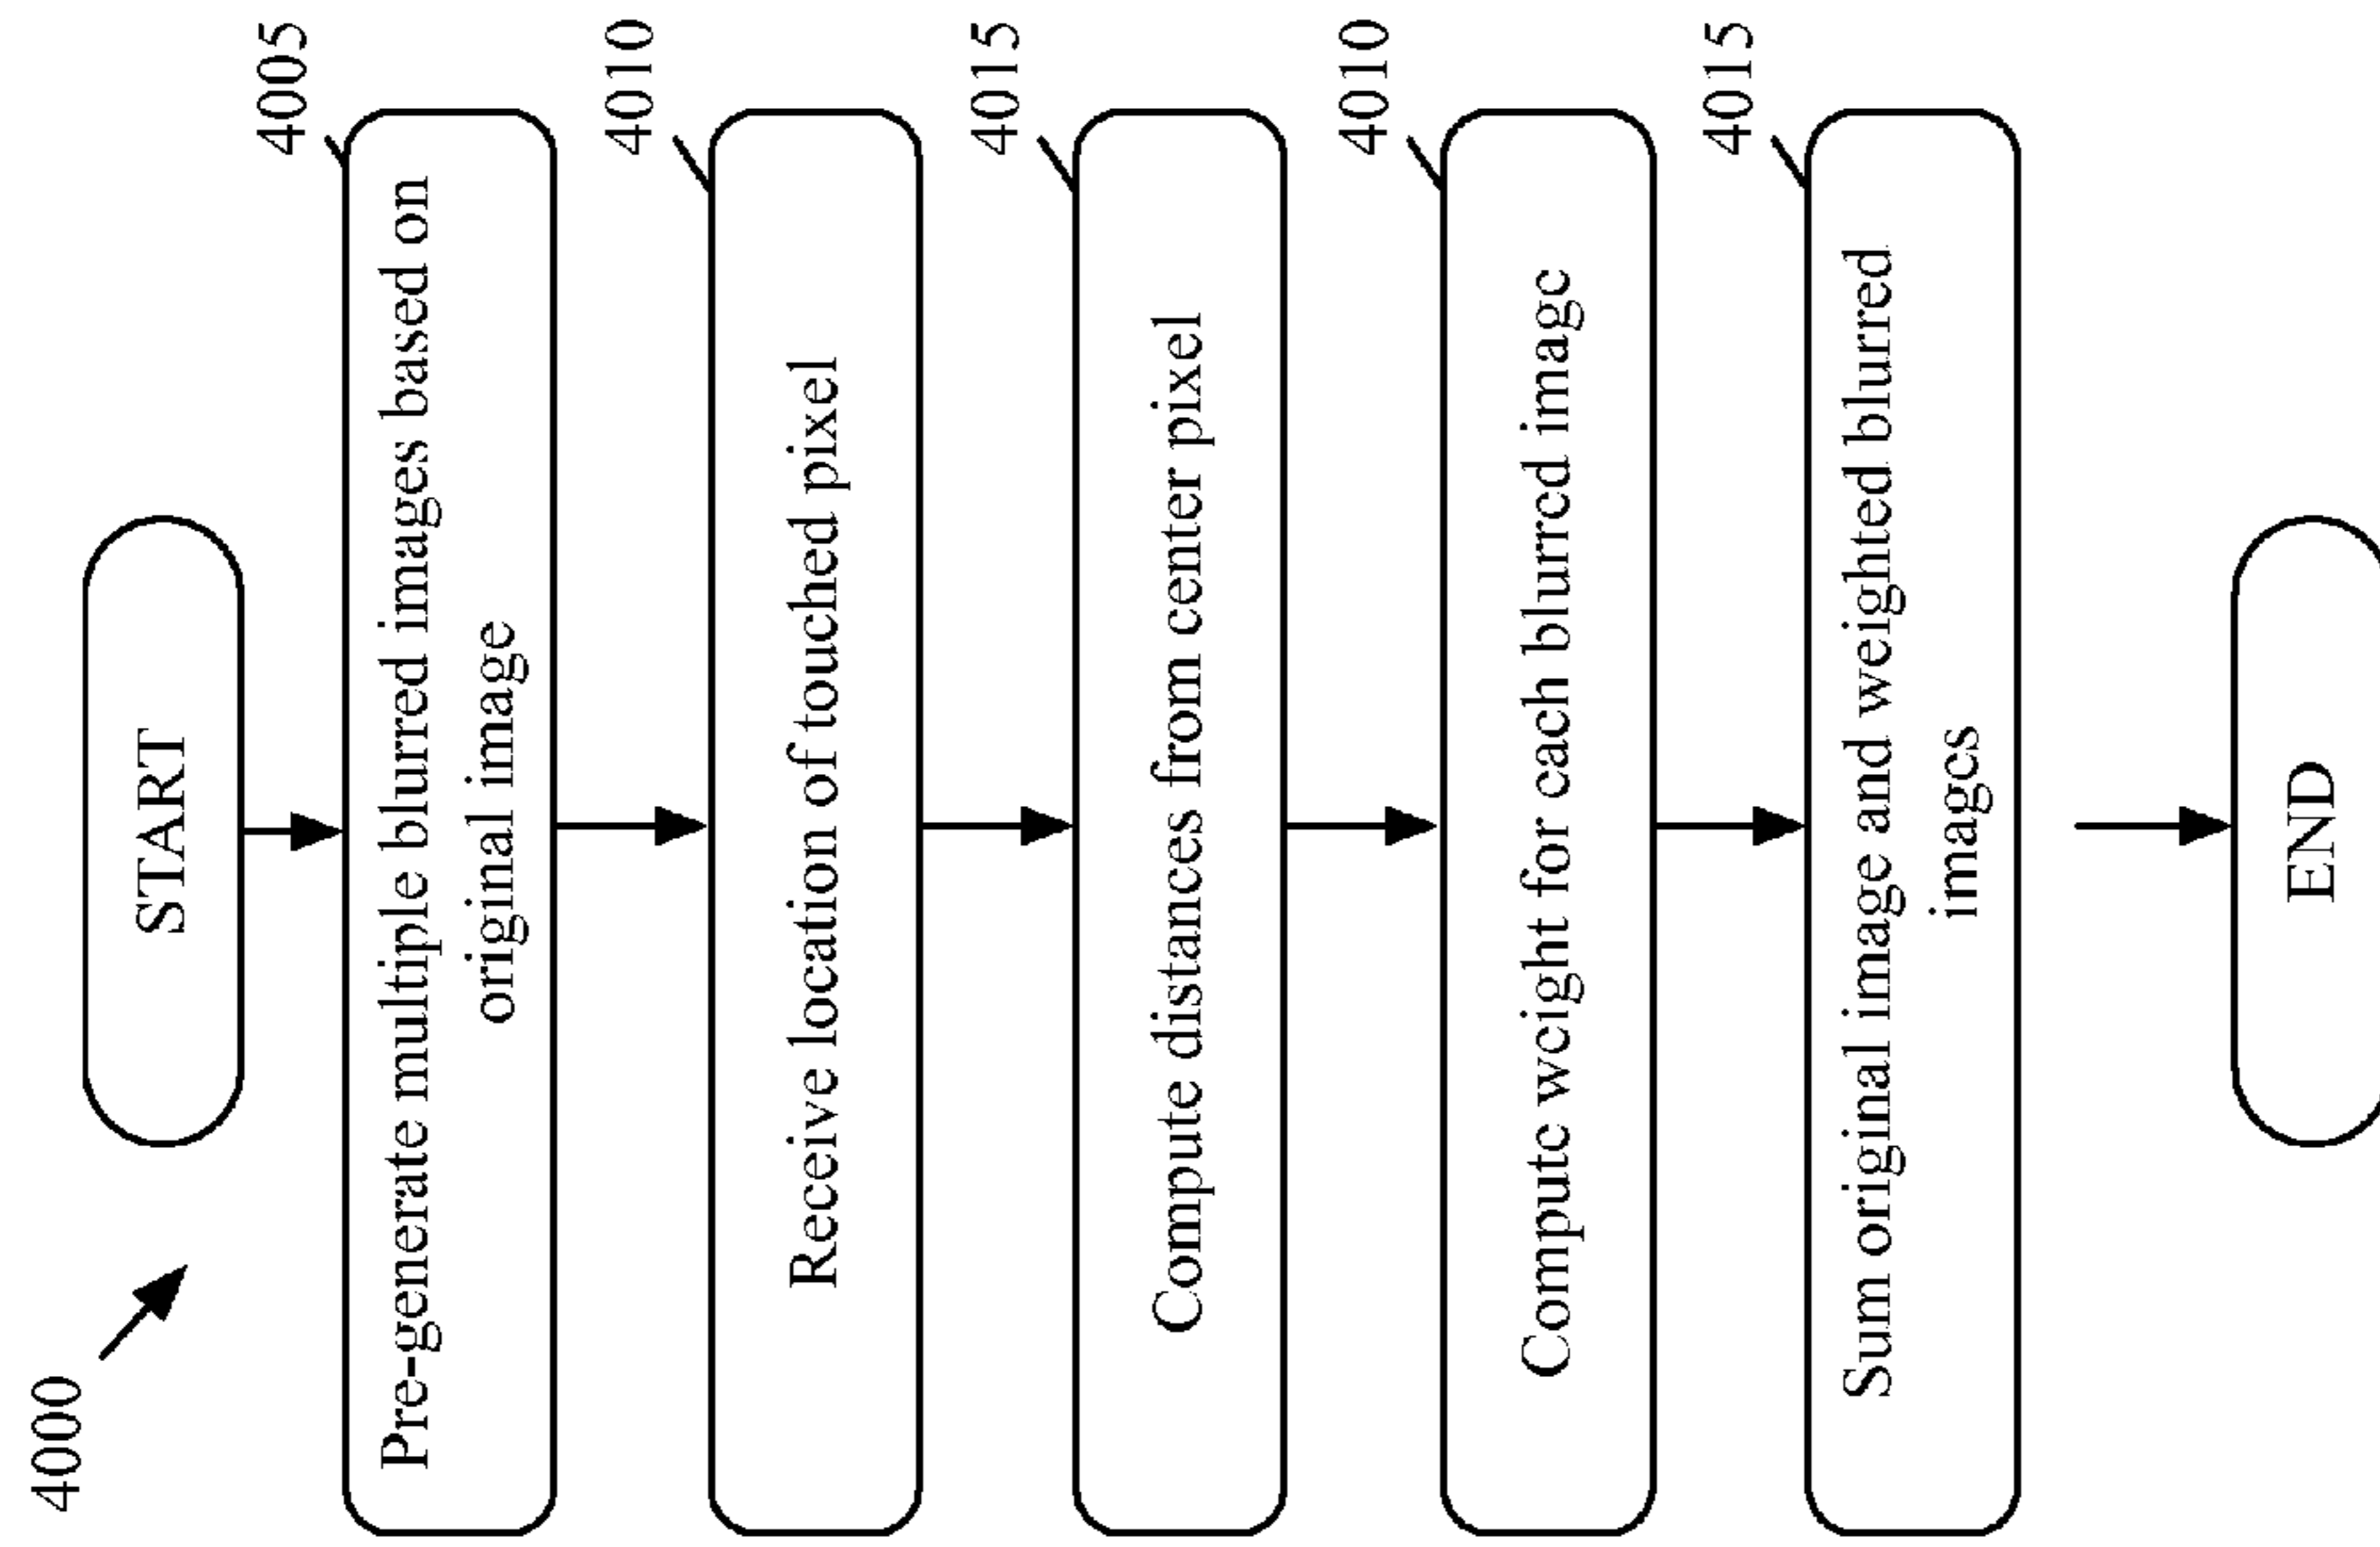 4000
START
4005
Pre-generate multiple blurred images based on
original image
4010
Receive location of touched pixel
4015
Compute distances from center pixel
4010
Compute weight for each blurred image
4015
Sum original image and weighted blurred
images
END